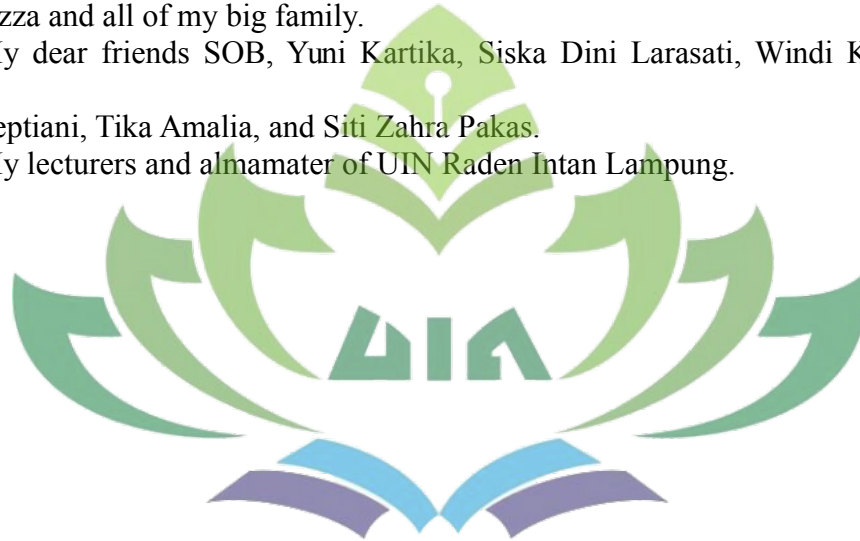 zza and all of my big family.
y dear friends SOB, Yuni Kartika, Siska Dini Larasati, Windi K
eptiani, Tika Amalia, and Siti Zahra Pakas.
y lecturers and almamater of UIN Raden Intan Lampung.
UIN